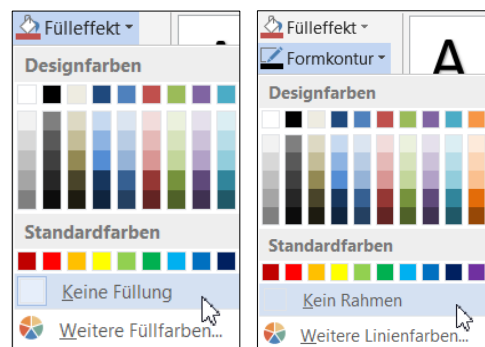 Fülleffekt
Designfarben
Standardfarben
Keine Füllung
Weitere Füllfarben...
Fülleffekt
Formkontur
A
Designfarben
Standardfarben
Kein Rahmen
Weitere Linienfarben...